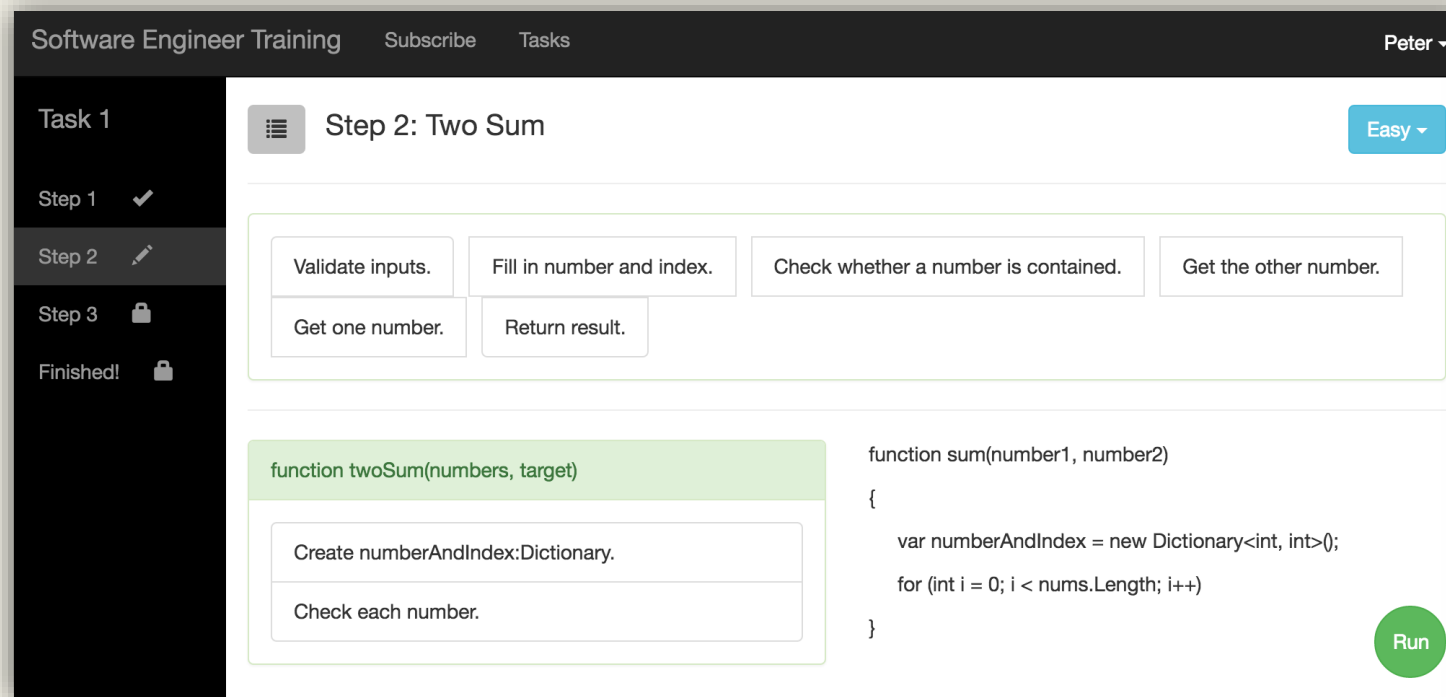 Software Engineer Training Subscribe Tasks Peter
Task 1
Step 1
Step 2
Step 3
Finished!
Step 2: Two Sum
Easy
Validate inputs. Fill in number and index. Check whether a number is contained. Get the other number.
Get one number. Return result.
function twoSum(numbers, target)
Create numberAndIndex:Dictionary.
Check each number.
function sum(number1, number2)
{
var numberAndIndex = new Dictionary<int, int>();
for (int i = 0; i < nums.Length; i++)
}
Run